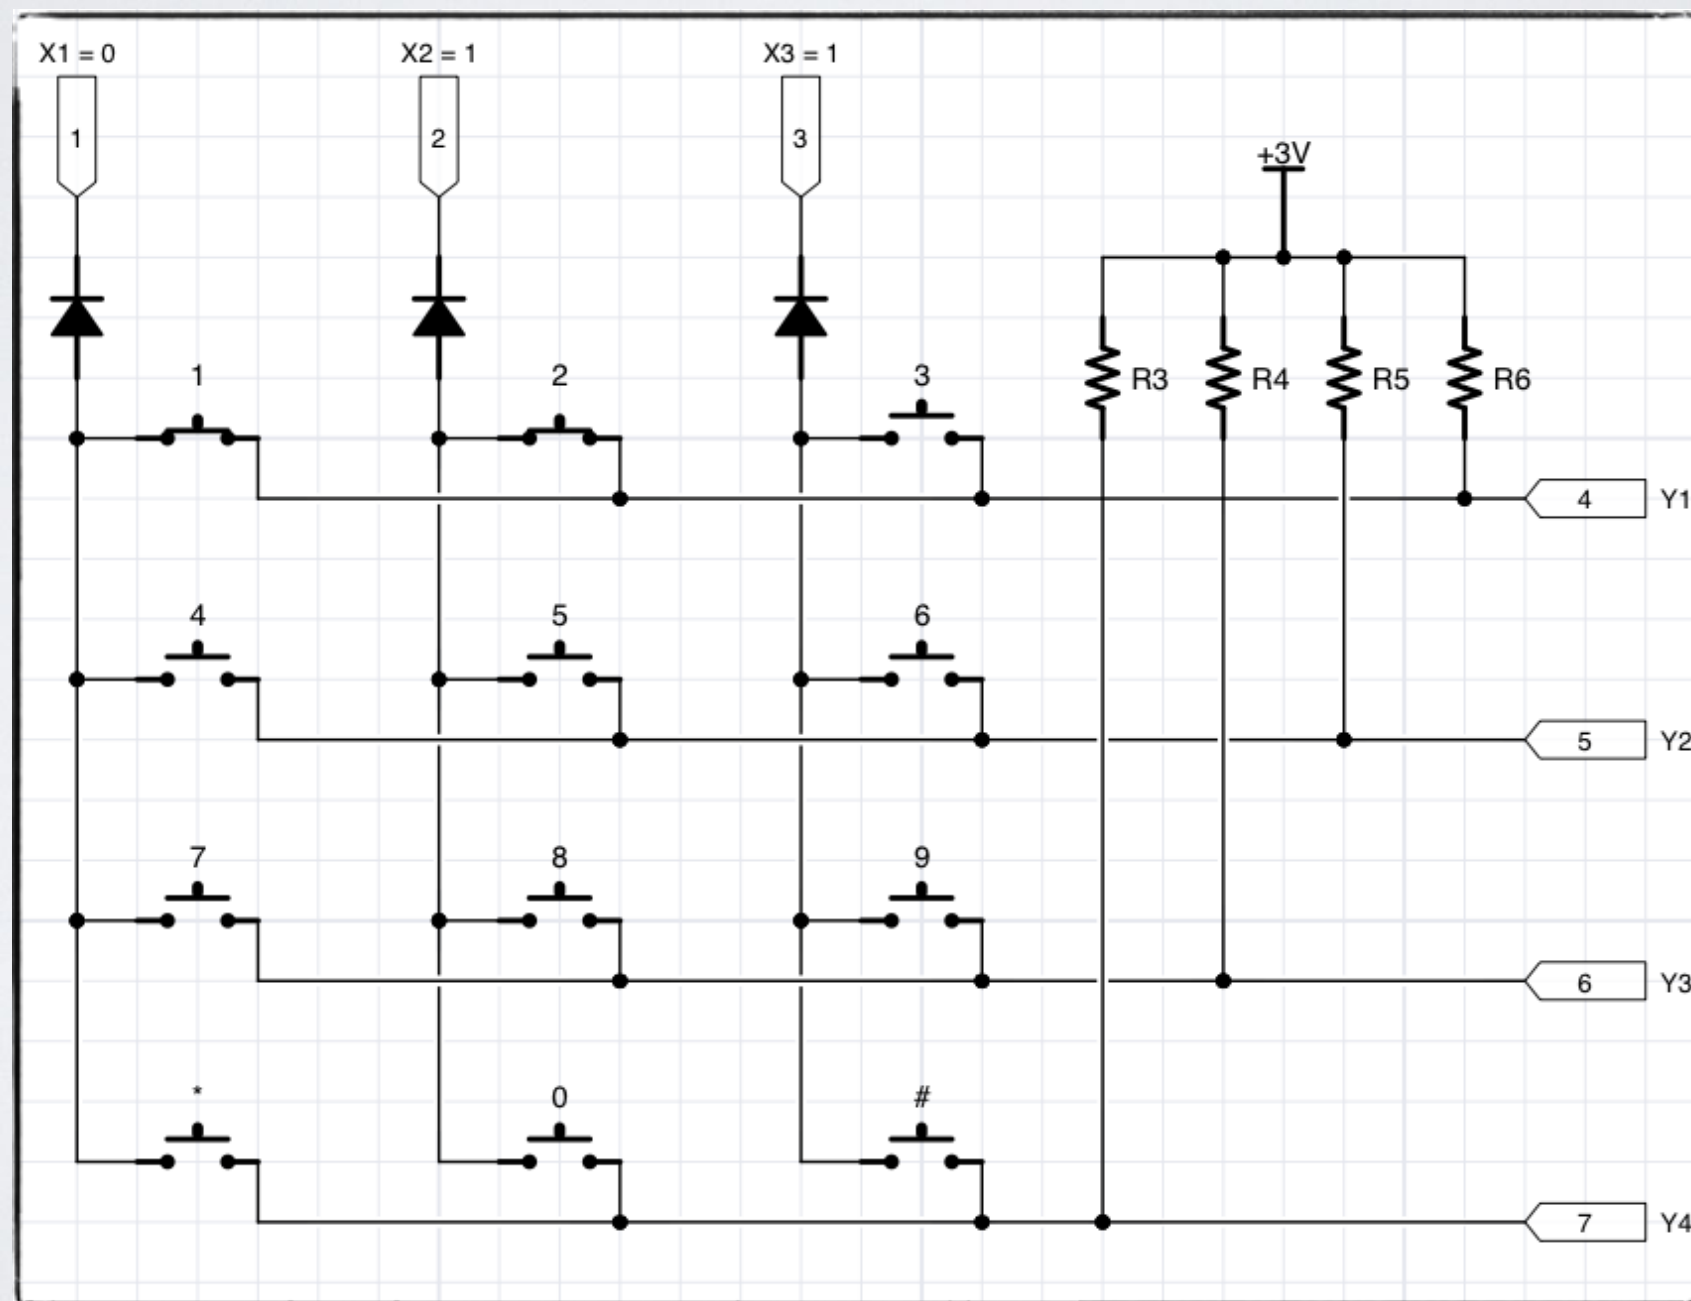 X1 = 0 X2 = 1 X3 = 1
1 2 3
+3V
1 2 3 R3 R4 R5 R6
4 Y1
4 5 6
5 Y2
7 8 9
6 Y3
* 0 #
7 Y4